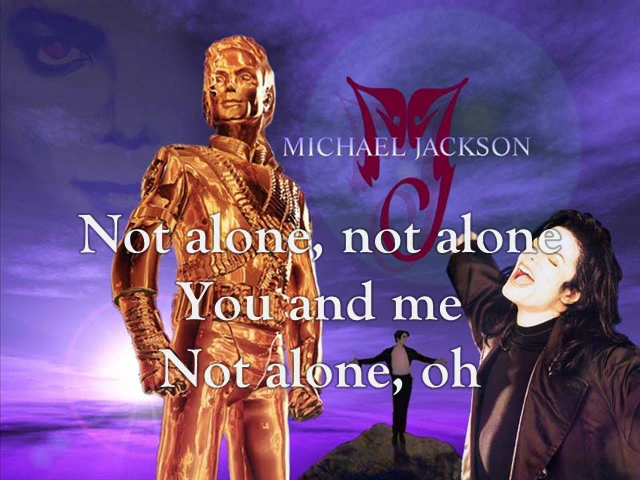 MICHAEL JACKSON
Not alone, not alone
You and me
Not alone, oh